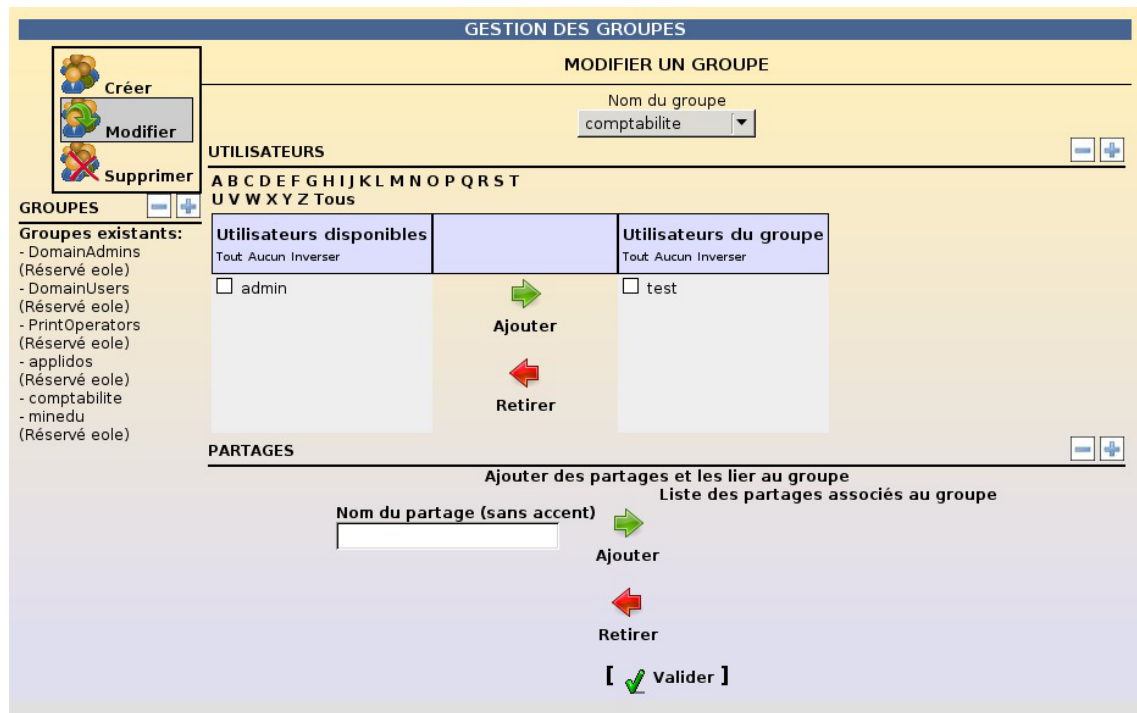 GESTION DES GROUPES
Créer
Modifier
Supprimer
GROUPES
Groupes existants:
- DomainAdmins
(Réservé eole)
- DomainUsers
(Réservé eole)
- PrintOperators
(Réservé eole)
- applidos
(Réservé eole)
- comptabilite
- minedu
(Réservé eole)
MODIFIER UN GROUPE
Nom du groupe
comptabilite
UTILISATEURS
A B C D E F G H I J K L M N O P Q R S T
U V W X Y Z Tous
Utilisateurs disponibles
Tout Aucun Inverser
admin
Ajouter
Retirer
Utilisateurs du groupe
Tout Aucun Inverser
test
PARTAGES
Ajouter des partages et les lier au groupe
Liste des partages associés au groupe
Nom du partage (sans accent)
Ajouter
Retirer
[ Valider ]